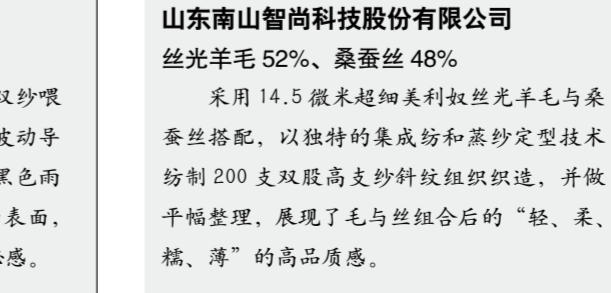 双纱喂
波动导
黑色雨
表面，
感。
山东南山智尚科技股份有限公司
丝光羊毛 52%、桑蚕丝 48%
采用 14.5 微米超细美利奴丝光羊毛与桑
蚕丝搭配，以独特的集成纺和蒸纱定型技术
纺制 200 支双股高支纱斜纹组织织造，并做
平幅整理，展现了毛与丝组合后的“轻、柔、
糯、薄”的高品质感。